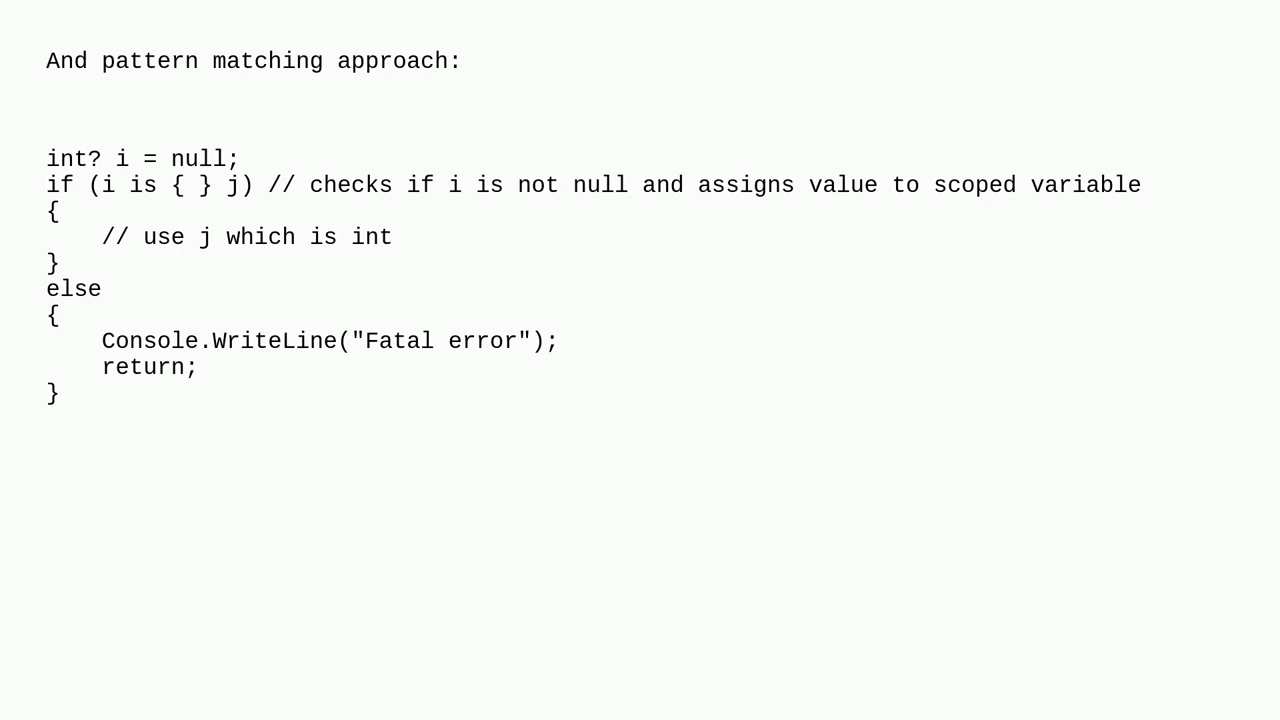 And pattern matching approach:
int? i = null;
if (i is { } j) // checks if i is not null and assigns value to scoped variable
{
    // use j which is int
}
else
{
    Console.WriteLine("Fatal error");
    return;
}